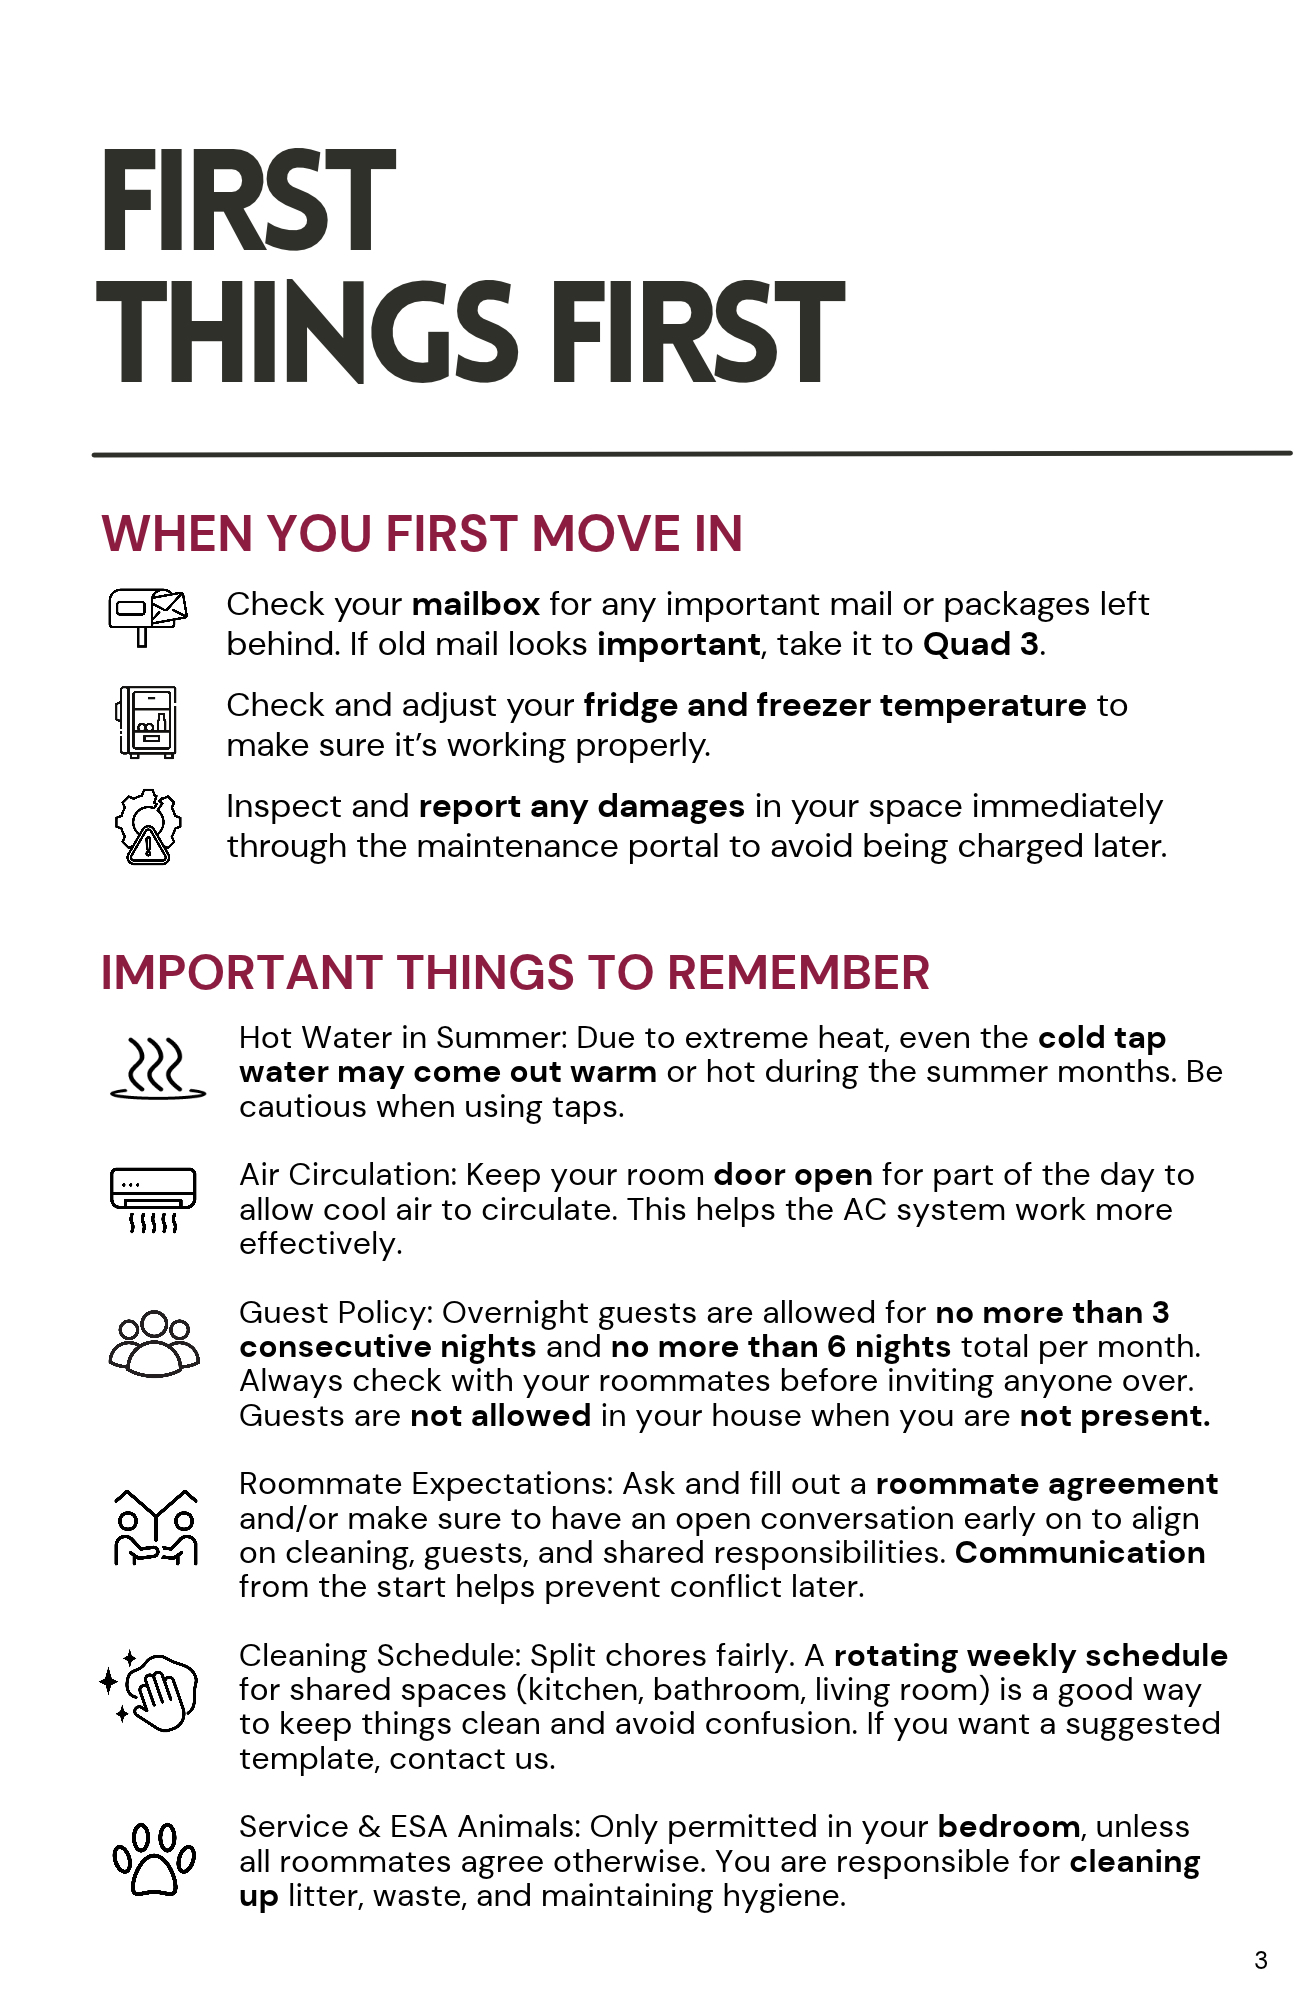 FIRST
THINGS FIRST
WHEN YOU FIRST MOVE IN
Check your mailbox for any important mail or packages left
behind. If old mail looks important, take it to Quad 3.
Check and adjust your fridge and freezer temperature to
make sure it’s working properly.
Inspect and report any damages in your space immediately
through the maintenance portal to avoid being charged later.
IMPORTANT THINGS TO REMEMBER
Hot Water in Summer: Due to extreme heat, even the cold tap
water may come out warm or hot during the summer months. Be
cautious when using taps.
Air Circulation: Keep your room door open for part of the day to
allow cool air to circulate. This helps the AC system work more
effectively.
Guest Policy: Overnight guests are allowed for no more than 3
consecutive nights and no more than 6 nights total per month.
Always check with your roommates before inviting anyone over.
Guests are not allowed in your house when you are not present.
Roommate Expectations: Ask and fill out a roommate agreement
and/or make sure to have an open conversation early on to align
on cleaning, guests, and shared responsibilities. Communication
from the start helps prevent conflict later.
Cleaning Schedule: Split chores fairly. A rotating weekly schedule
for shared spaces (kitchen, bathroom, living room) is a good way
to keep things clean and avoid confusion. If you want a suggested
template, contact us.
Service & ESA Animals: Only permitted in your bedroom, unless
all roommates agree otherwise. You are responsible for cleaning
up litter, waste, and maintaining hygiene.
3